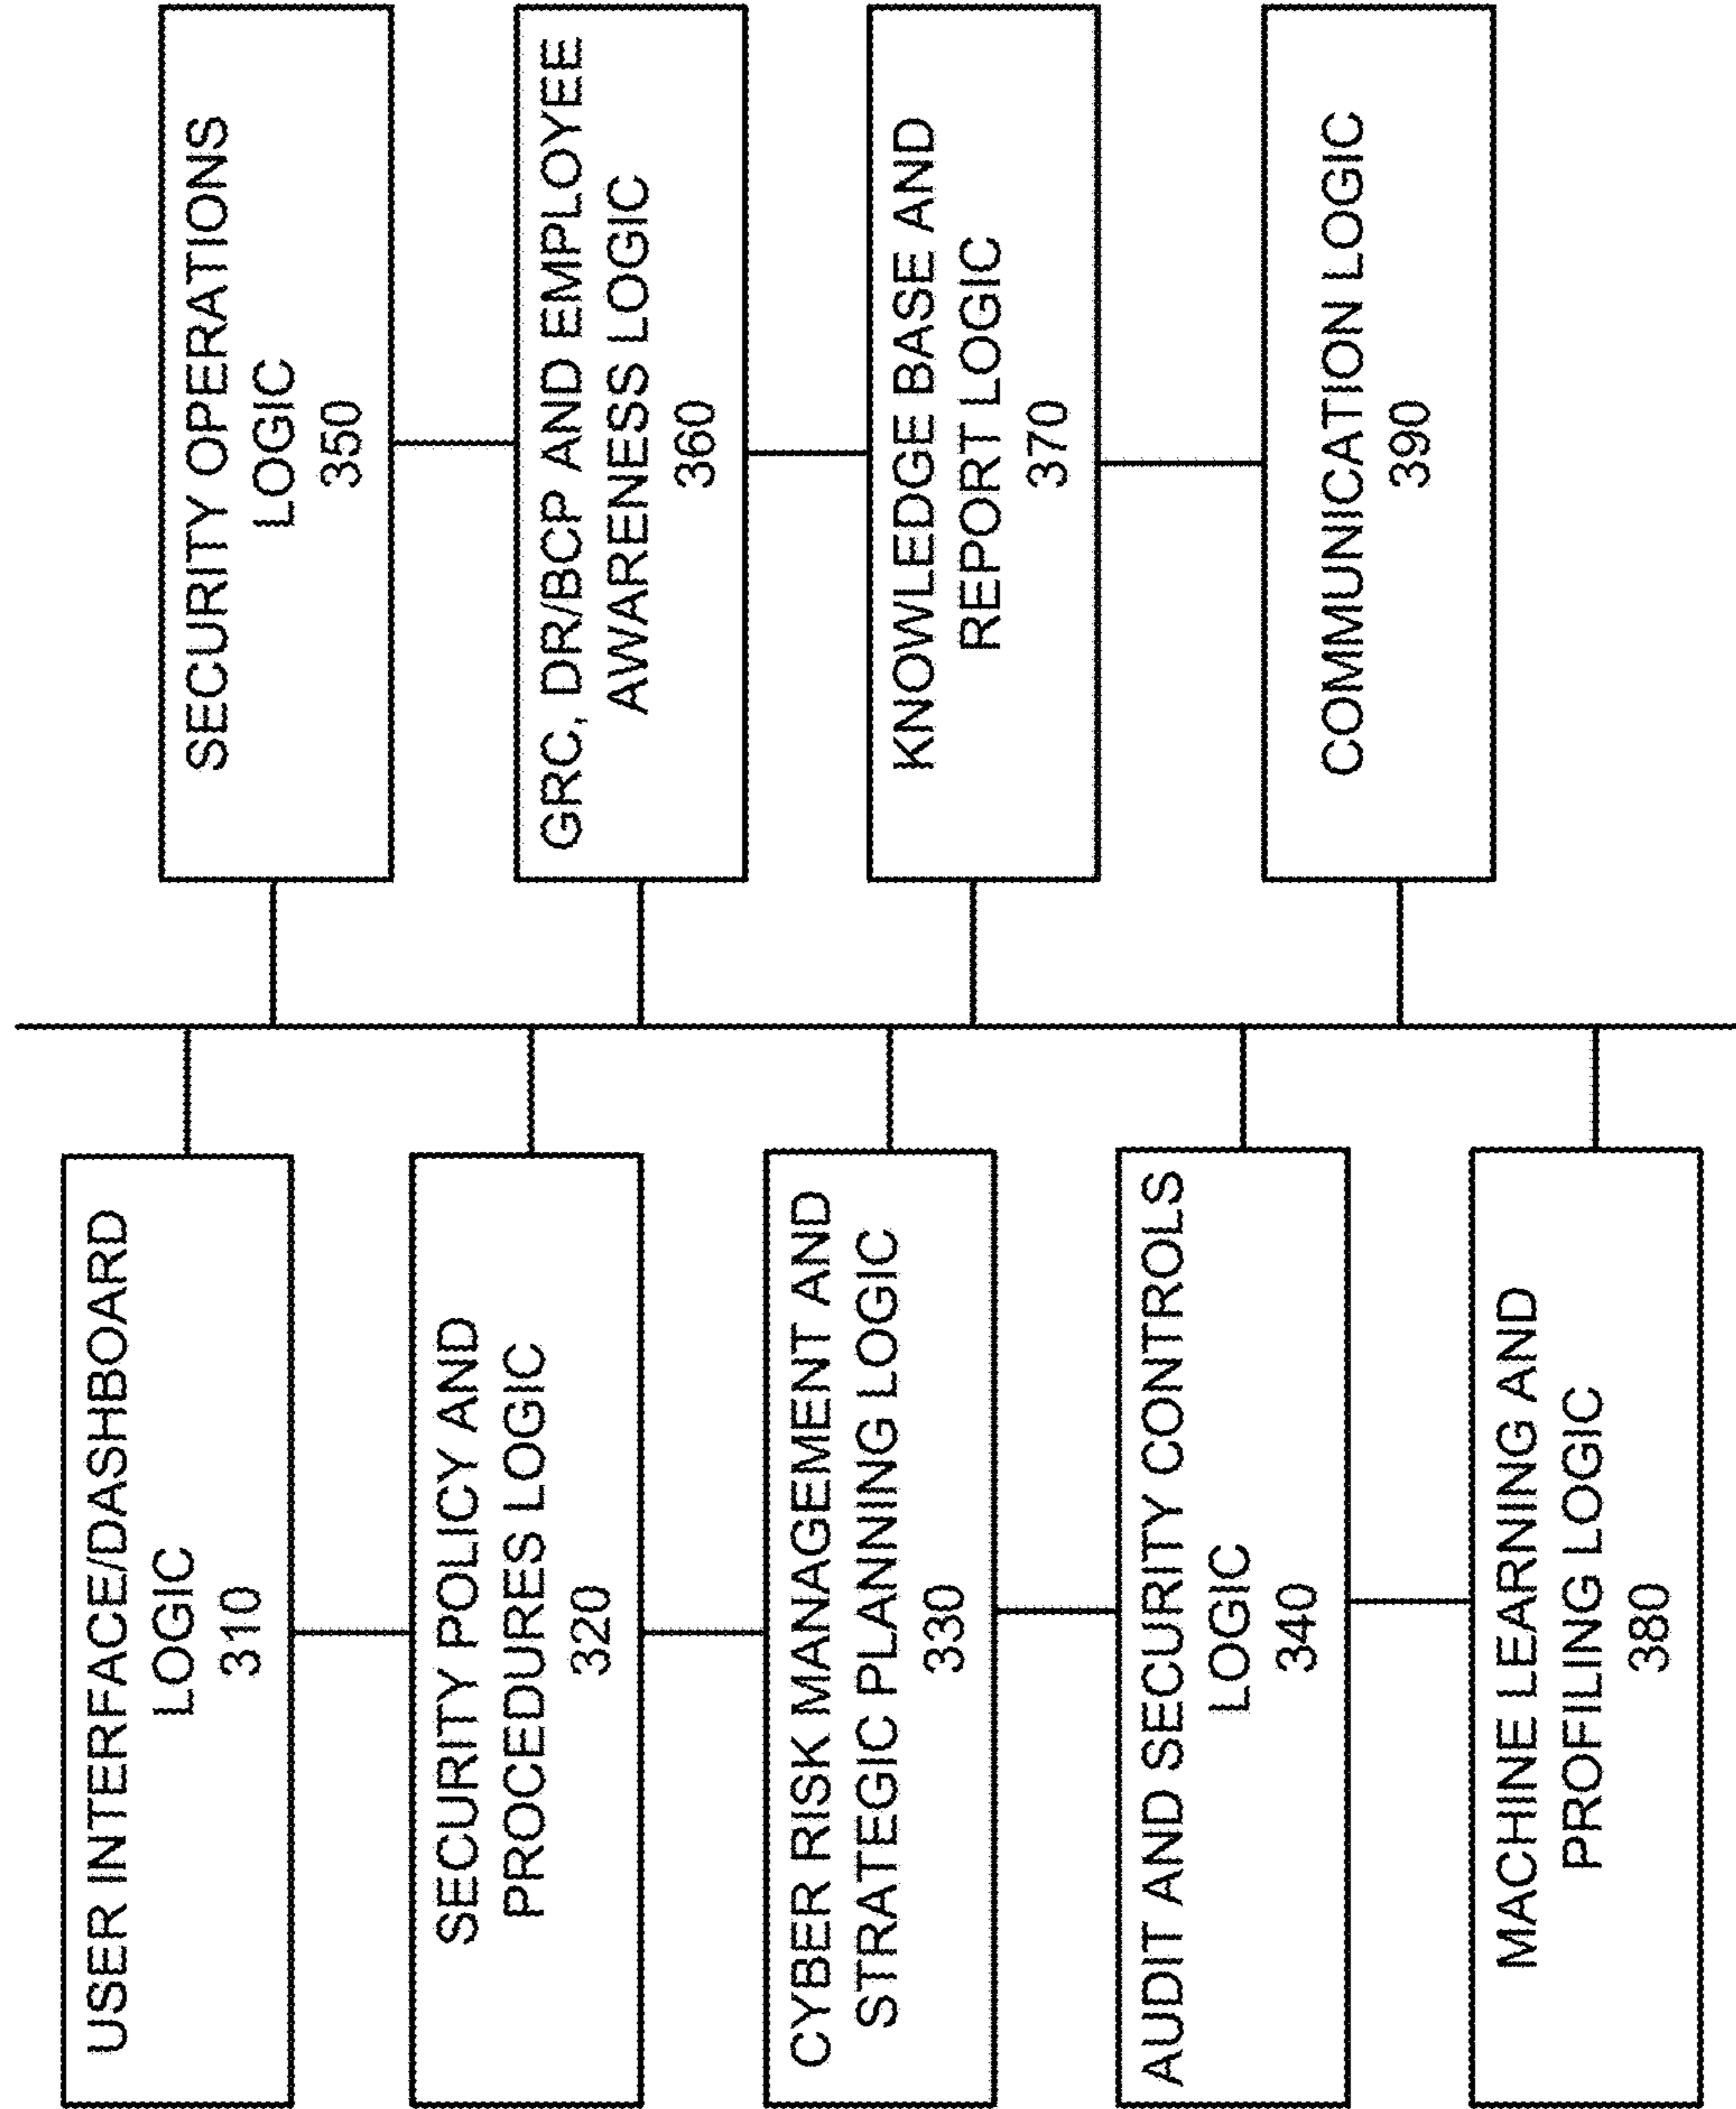 USER INTERFACE/DASHBOARD
LOGIC
310
SECURITY POLICY AND
PROCEDURES LOGIC
320
CYBER RISK MANAGEMENT AND
STRATEGIC PLANNING LOGIC
330
AUDIT AND SECURITY CONTROLS
LOGIC
340
MACHINE LEARNING AND
PROFILING LOGIC
380
SECURITY OPERATIONS
LOGIC
350
GRC, DR/BCP AND EMPLOYEE
AWARENESS LOGIC
360
KNOWLEDGE BASE AND
REPORT LOGIC
370
COMMUNICATION LOGIC
390